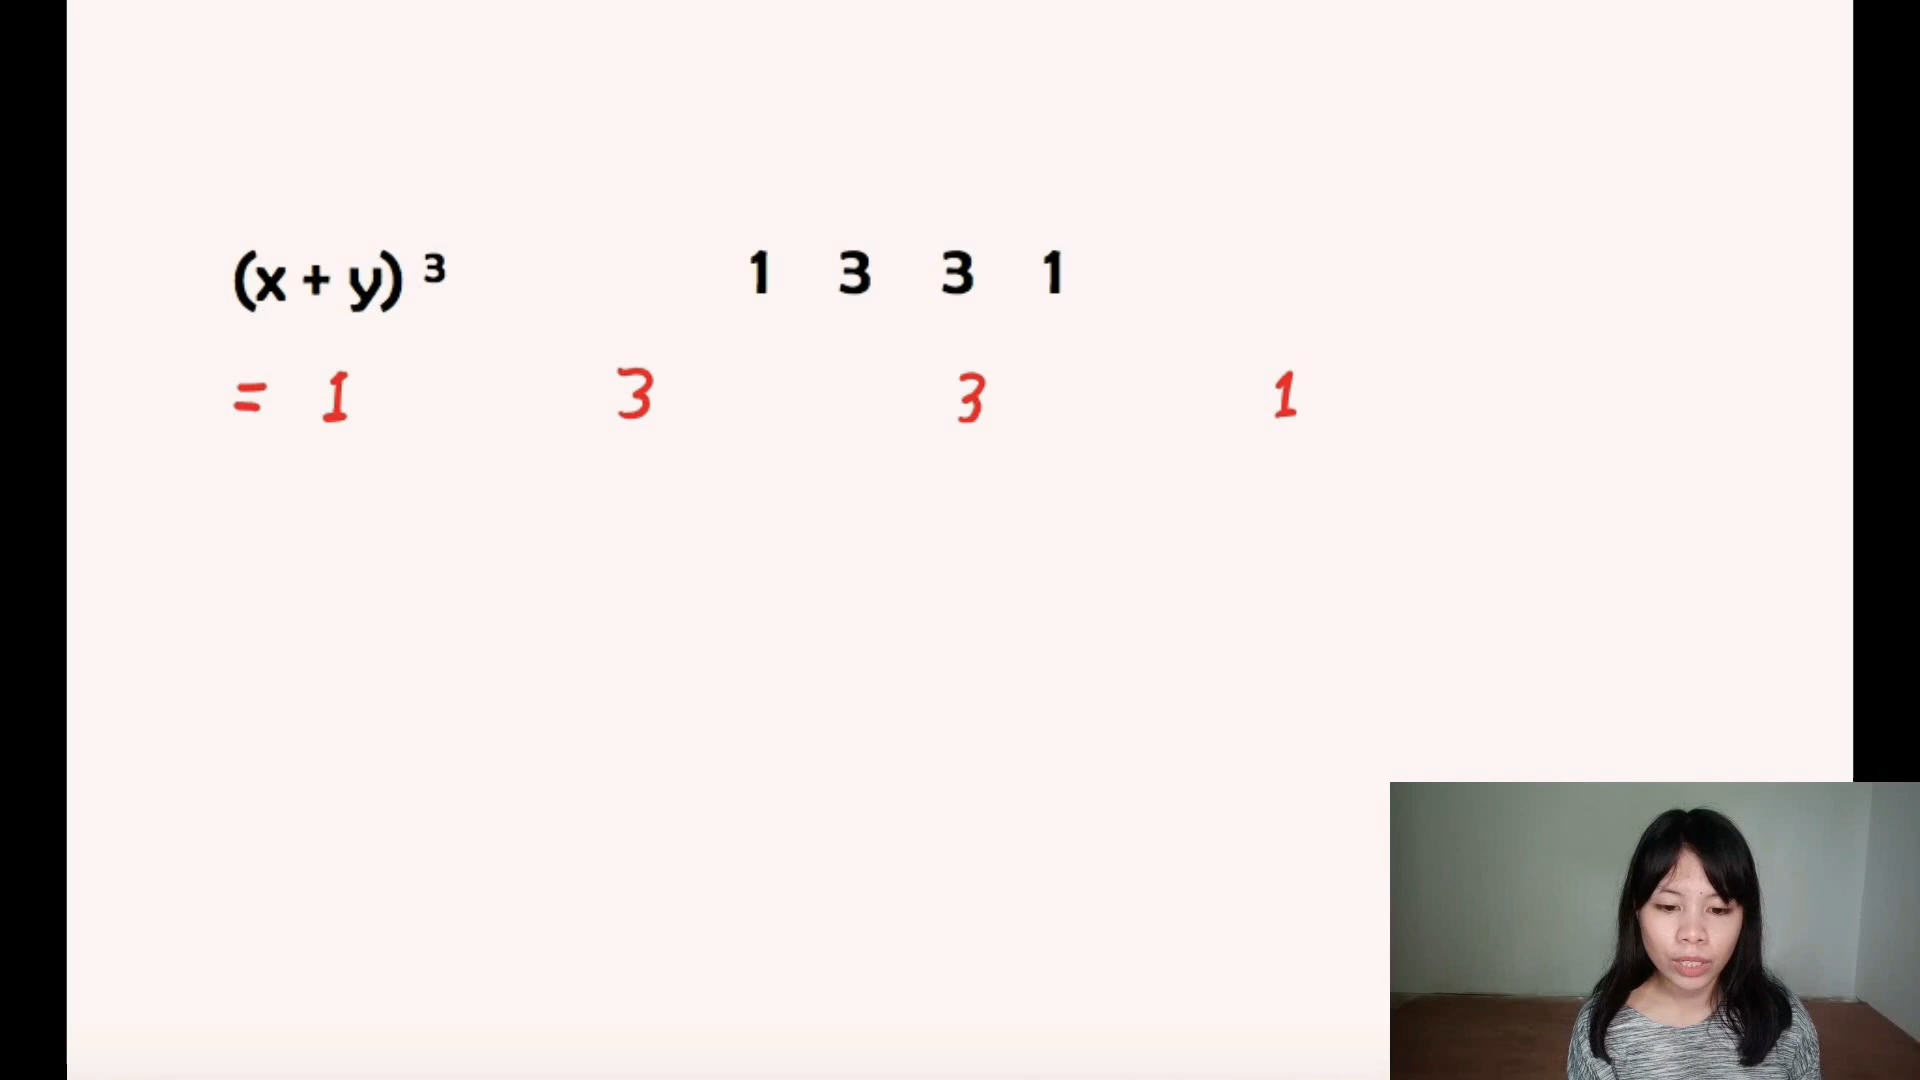 (x + y) ³ 1 3 3 1
= 1 3 3 1